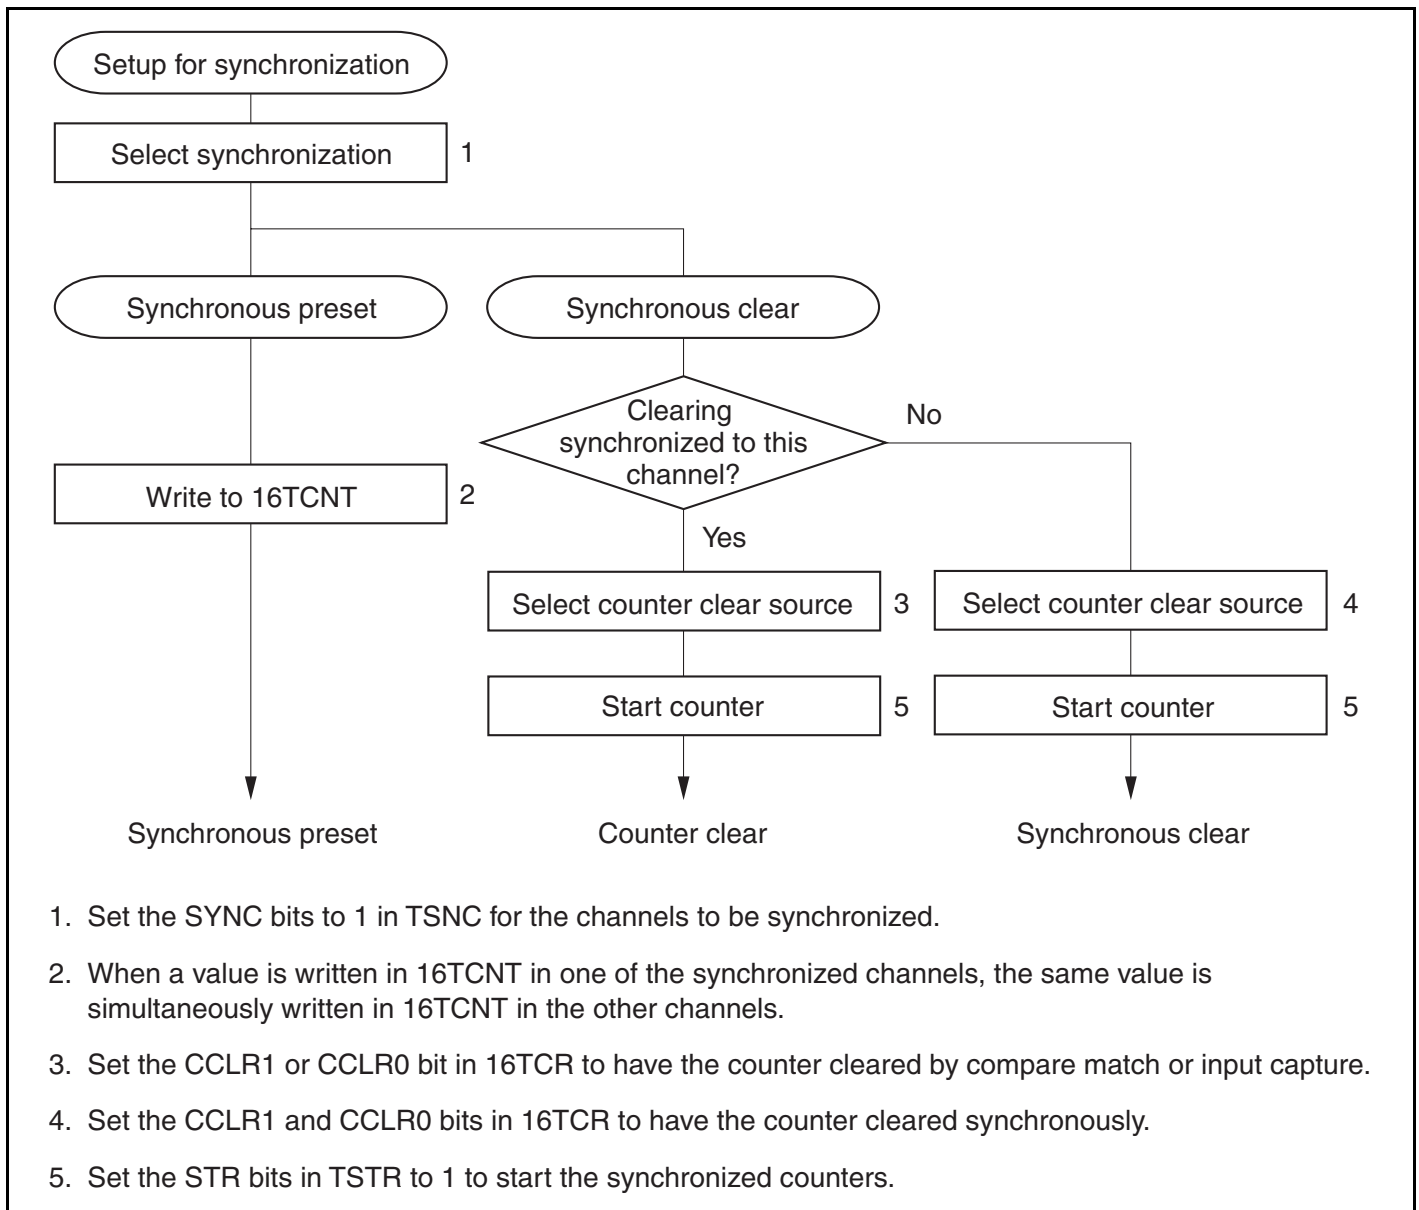 Setup for synchronization
Select synchronization 1
Synchronous preset
Synchronous clear
Clearing
synchronized to this
channel?
No
Yes
Write to 16TCNT 2
Select counter clear source 3
Select counter clear source 4
Start counter 5
Start counter 5
Synchronous preset
Counter clear
Synchronous clear
1. Set the SYNC bits to 1 in TSNC for the channels to be synchronized.
2. When a value is written in 16TCNT in one of the synchronized channels, the same value is
simultaneously written in 16TCNT in the other channels.
3. Set the CCLR1 or CCLR0 bit in 16TCR to have the counter cleared by compare match or input capture.
4. Set the CCLR1 and CCLR0 bits in 16TCR to have the counter cleared synchronously.
5. Set the STR bits in TSTR to 1 to start the synchronized counters.